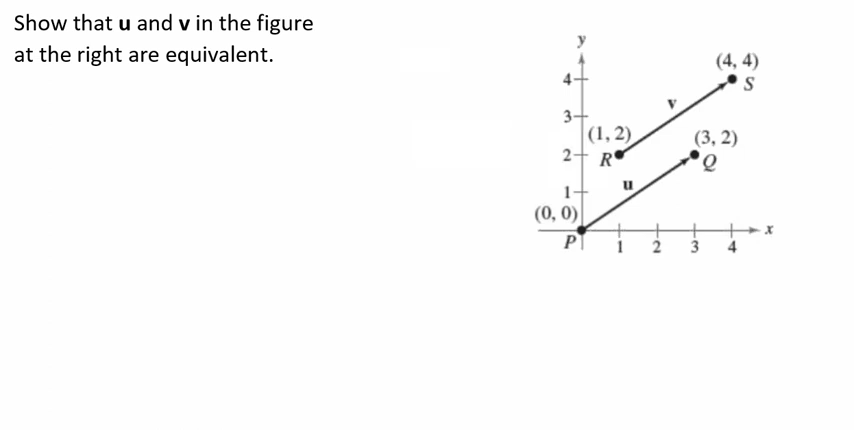 Show that u and v in the figure
at the right are equivalent.
y
(4, 4)
4
S
v
3
(1, 2)
(3, 2)
2
R
Q
u
1
(0, 0)
x
P
1 2 3 4